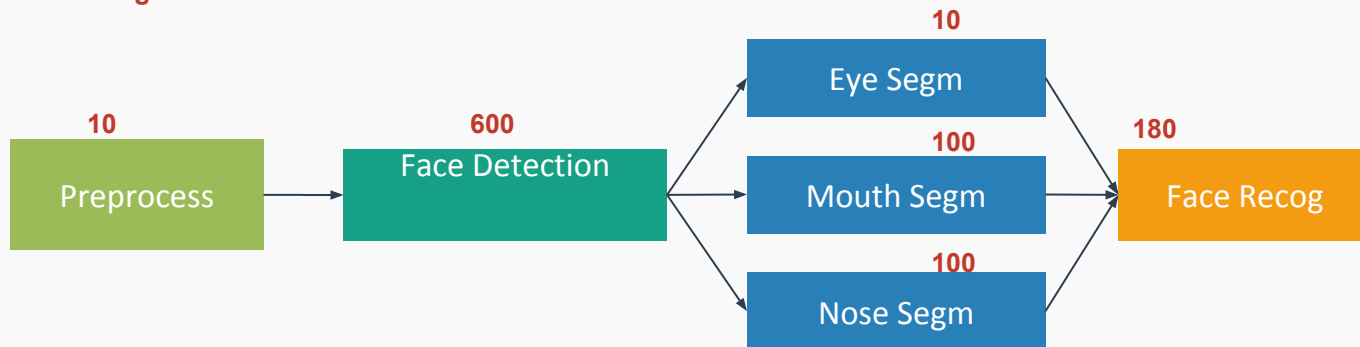 10
Preprocess
600
Face Detection
10
Eye Segm
100
Mouth Segm
100
Nose Segm
180
Face Recog